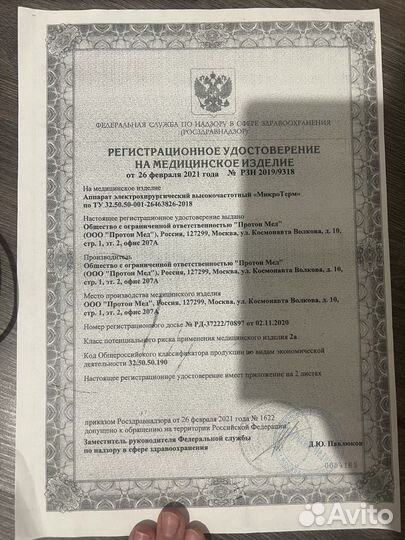 ФЕДЕРАЛЬНАЯ СЛУЖБА ПО НАДЗОРУ В СФЕРЕ ЗДРАВООХРАНЕНИЯ
(РОСЗДРАВНАДЗОР)
РЕГИСТРАЦИОННОЕ УДОСТОВЕРЕНИЕ
НА МЕДИЦИНСКОЕ ИЗДЕЛИЕ
от 26 февраля 2021 года № РЗН 2019/9318
На медицинское изделие
Аппарат электрохирургический высокочастотный «МикроТерм»
по ТУ 32.50.50-001-26463826-2018
Настоящее регистрационное удостоверение выдано
Общество с ограниченной ответственностью "Протон Мед"
(ООО "Протон Мед"), Россия, 127299, Москва, ул. Космонавта Волкова, д. 10,
стр. 1, эт. 2, офис 207А
Производитель
Общество с ограниченной ответственностью "Протон Мед"
(ООО "Протон Мед"), Россия, 127299, Москва, ул. Космонавта Волкова, д. 10,
стр. 1, эт. 2, офис 207А
Место производства медицинского изделия
ООО "Протон Мед", Россия, 127299, Москва, ул. Космонавта Волкова, д. 10,
стр. 1, эт. 2, офис 207А
Номер регистрационного досье № РД-37222/70897 от 02.11.2020
Класс потенциального риска применения медицинского изделия 2а
Код Общероссийского классификатора продукции по видам экономической
деятельности 32.50.50.190
Настоящее регистрационное удостоверение имеет приложение на 2 листах
приказом Росздравнадзора от 26 февраля 2021 года № 1622
допущено к обращению на территории Российской Федерации.
Заместитель руководителя Федеральной службы
по надзору в сфере здравоохранения
Д.Ю. Павлюков
Avito